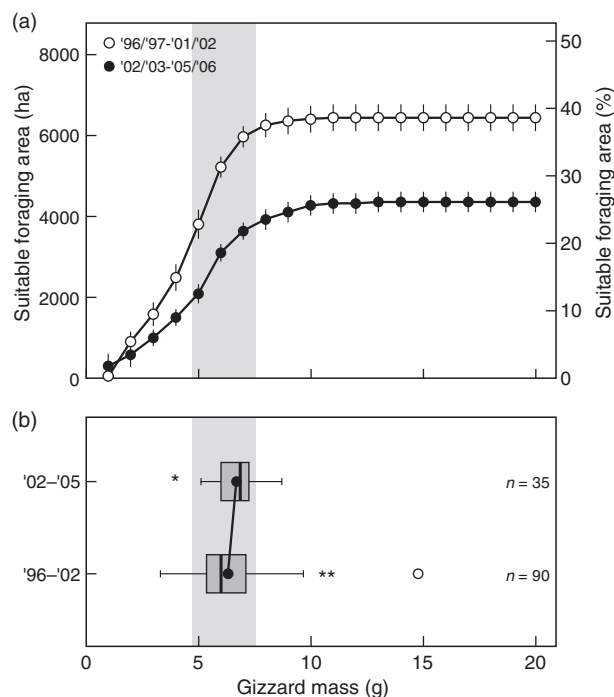 (a)
8000
6000
4000
2000
0
Suitable foraging area (ha)
'96/'97-'01/'02
'02/'03-'05/'06
50
40
30
20
10
0
Suitable foraging area (%)
(b)
'02–'05
* 
n = 35
'96–'02
**
n = 90
0 5 10 15 20
Gizzard mass (g)